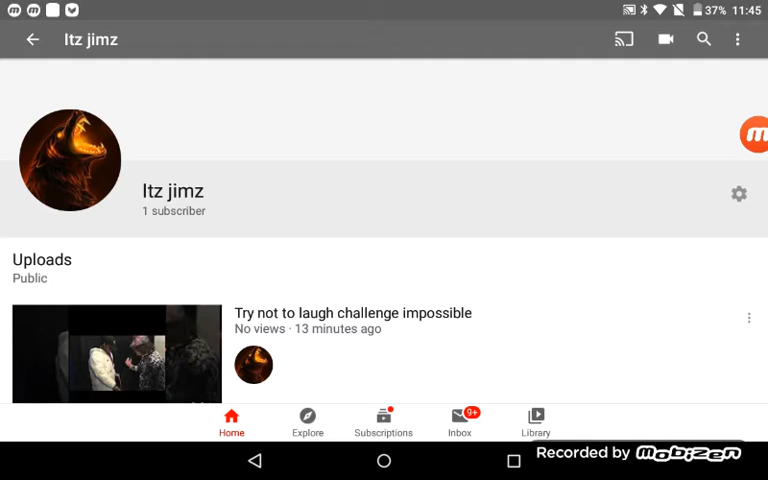 37% 11:45
Itz jimz
Itz jimz
1 subscriber
Uploads
Public
Try not to laugh challenge impossible
No views · 13 minutes ago
9+
Home
Explore
Subscriptions
Inbox
Library
Recorded by mobizen